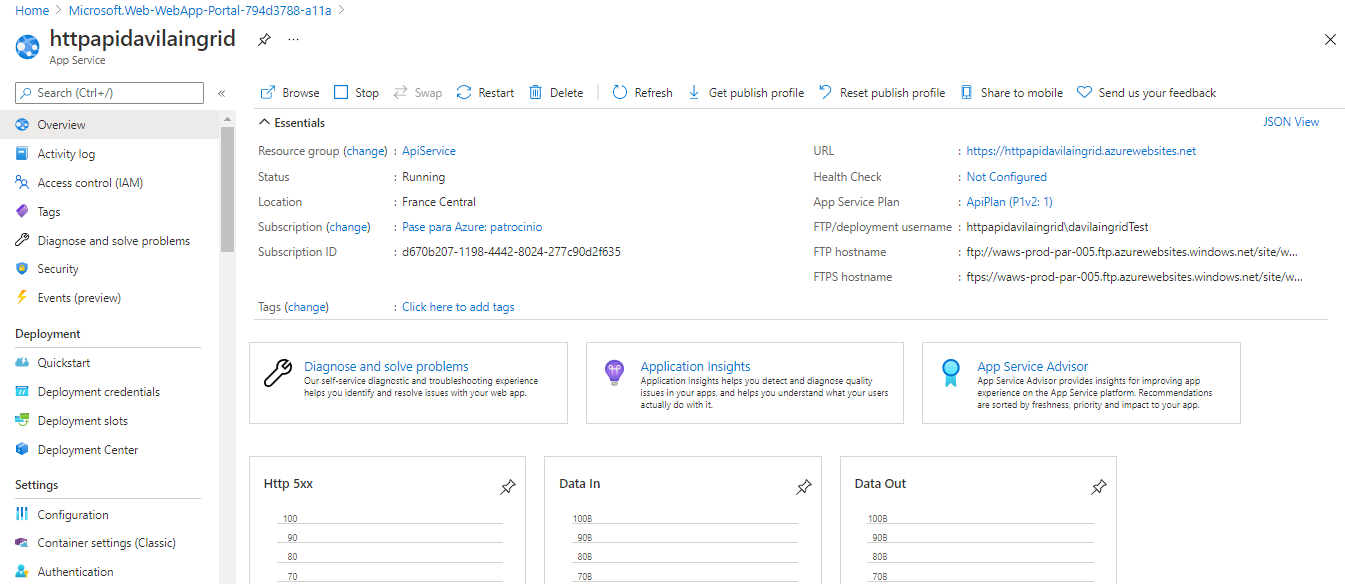 Home > Microsoft.Web-WebApp-Portal-794d3788-a11a >
httpapidavilaingrid ...
App Service
Search (Ctrl+/) «
Browse Stop Swap Restart Delete Refresh Get publish profile Reset publish profile Share to mobile Send us your feedback
Overview
Activity log
Access control (IAM)
Tags
Diagnose and solve problems
Security
Events (preview)
Deployment
Quickstart
Deployment credentials
Deployment slots
Deployment Center
Settings
Configuration
Container settings (Classic)
Authentication
Essentials JSON View
Resource group (change) : ApiService
Status : Running
Location : France Central
Subscription (change) : Pase para Azure: patrocinio
Subscription ID : d670b207-1198-4442-8024-277c90d2f635
Tags (change) : Click here to add tags
URL : https://httpapidavilaingrid.azurewebsites.net
Health Check : Not Configured
App Service Plan : ApiPlan (P1v2: 1)
FTP/deployment username : httpapidavilaingrid\davilaingridTest
FTP hostname : ftp://waws-prod-par-005.ftp.azurewebsites.windows.net/site/w...
FTPS hostname : ftps://waws-prod-par-005.ftp.azurewebsites.windows.net/site/w...
Diagnose and solve problems
Our self-service diagnostic and troubleshooting experience
helps you identify and resolve issues with your web app.
Application Insights
Application Insights helps you detect and diagnose quality
issues in your apps, and helps you understand what your users
actually do with it.
App Service Advisor
App Service Advisor provides insights for improving app
experience on the App Service platform. Recommendations
are sorted by freshness, priority and impact to your app.
Http 5xx
100
90
80
70
Data In
100B
90B
80B
70B
Data Out
100B
90B
80B
70B